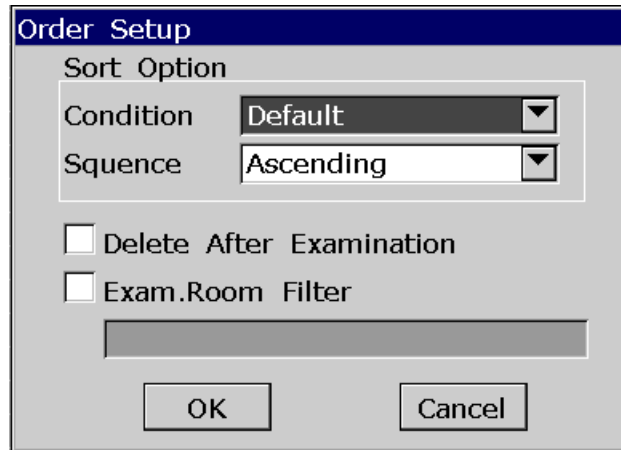 Order Setup
Sort Option
Condition Default
Squence Ascending
Delete After Examination
Exam.Room Filter
OK Cancel